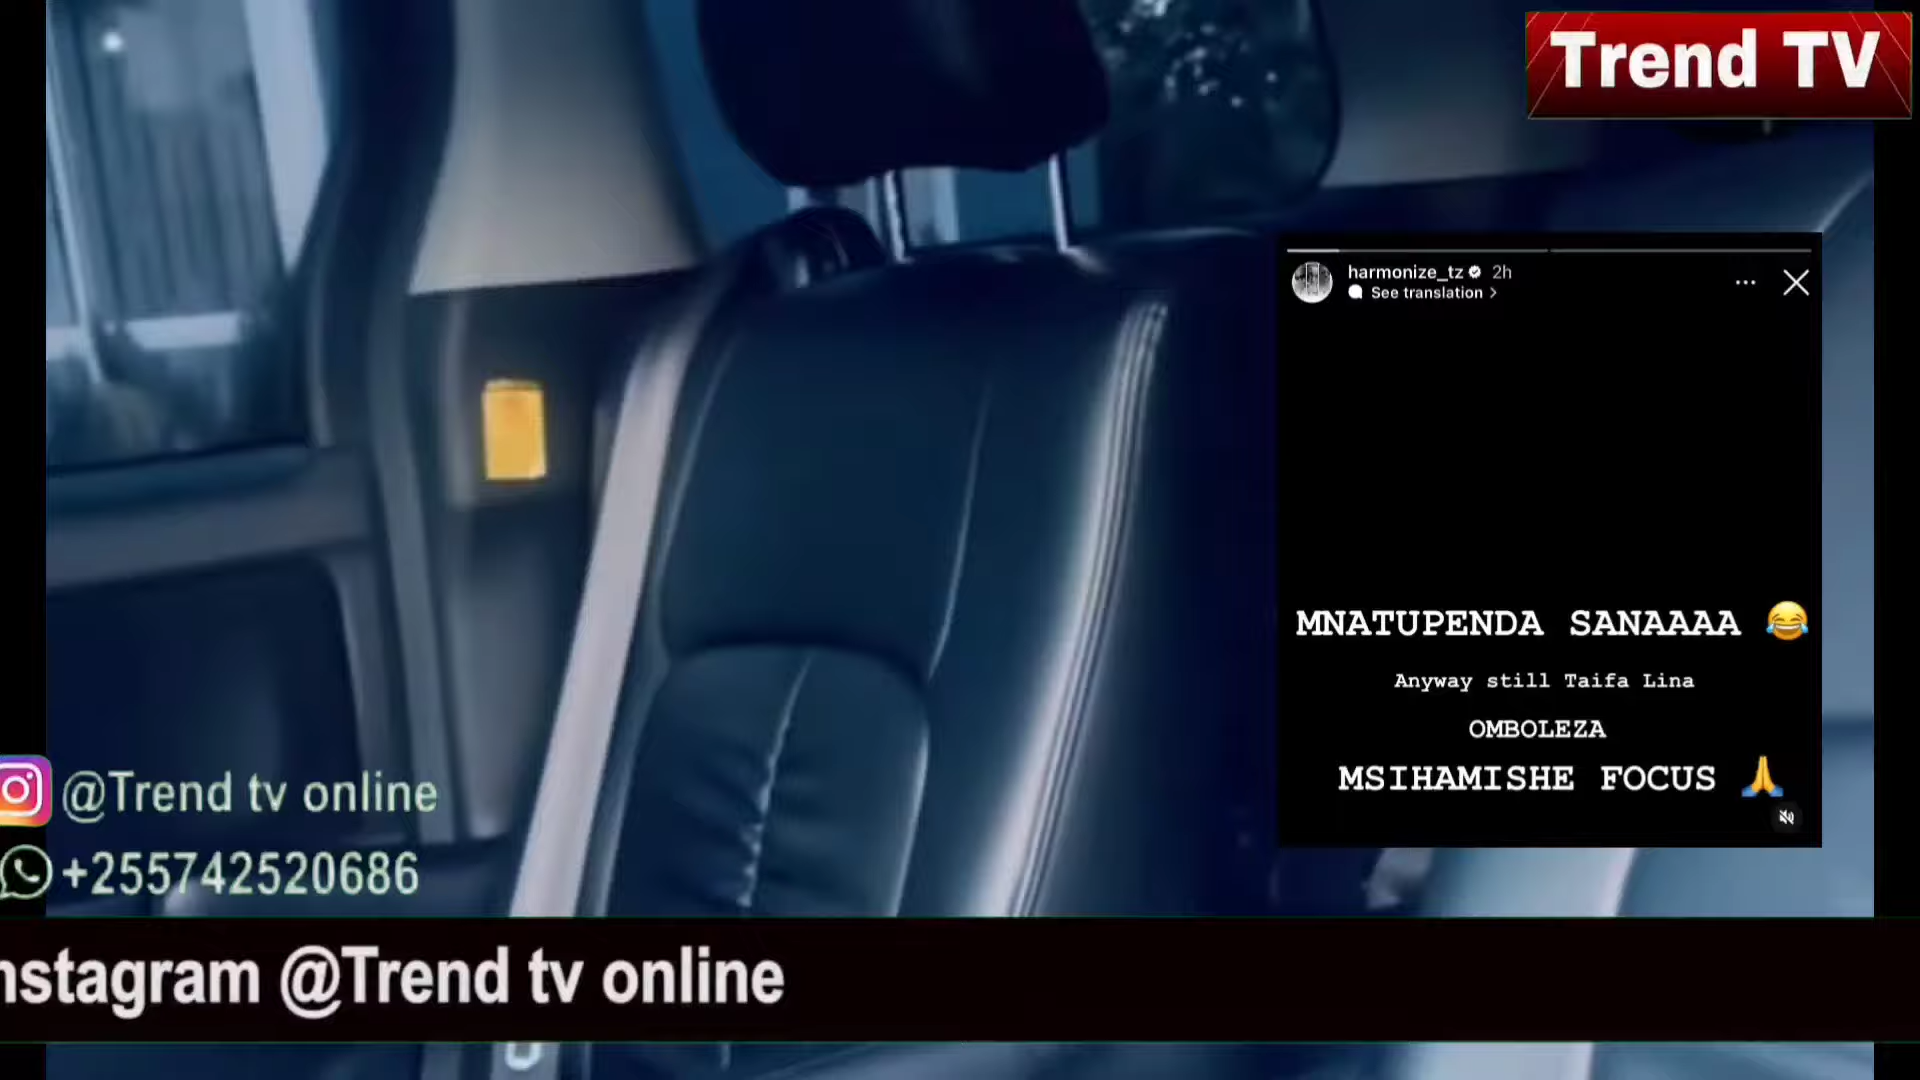 Trend TV
harmonize_tz 2h
See translation
MNATUPENDA SANAAAA 😂
Anyway still Taifa Lina
OMBOLEZA
MSIHAMISHE FOCUS 🙏
@Trend tv online
+255742520686
nstagram @Trend tv online